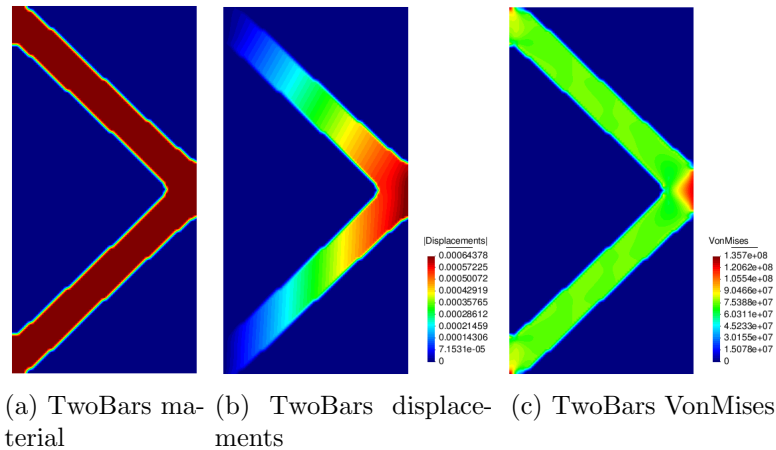 |Displacements|
0.00064378
0.00057225
0.00050072
0.00042919
0.00035765
0.00028612
0.00021459
0.00014306
7.1531e-05
0
VonMises
1.357e+08
1.2062e+08
1.0554e+08
9.0466e+07
7.5388e+07
6.0311e+07
4.5233e+07
3.0155e+07
1.5078e+07
0
(a) TwoBars ma-
terial
(b) TwoBars displace-
ments
(c) TwoBars VonMises